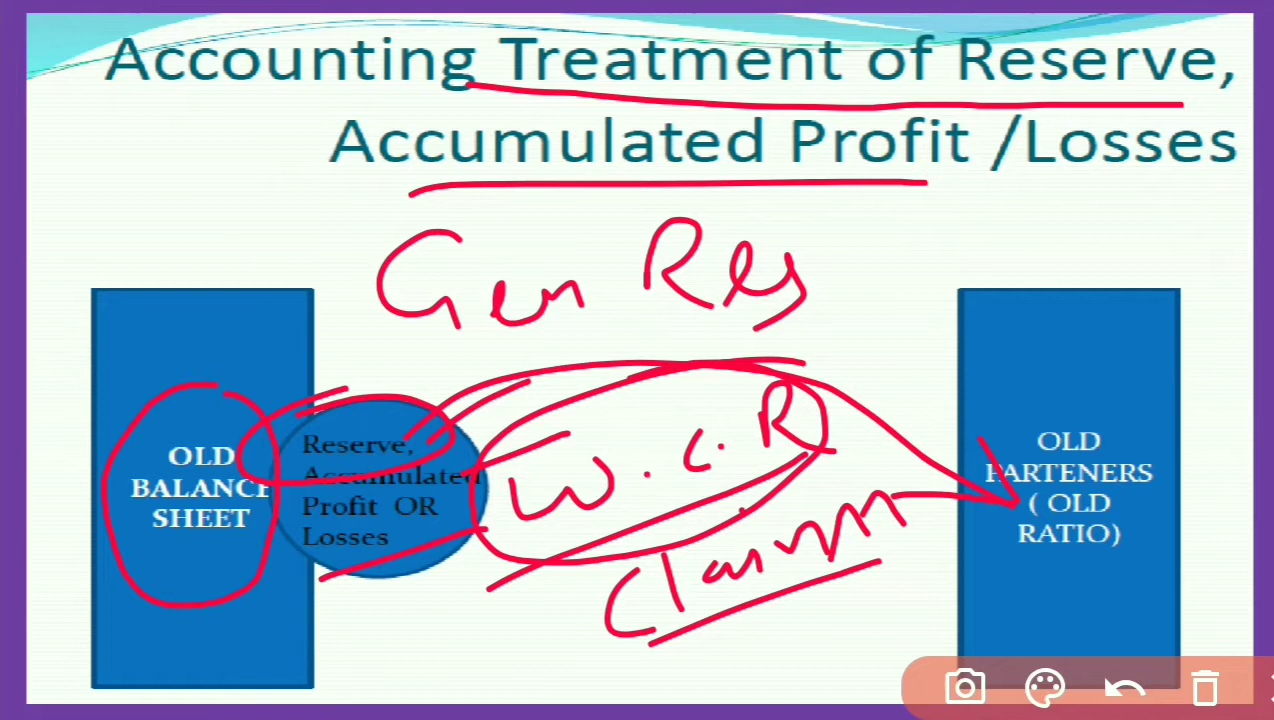 Accounting Treatment of Reserve,
Accumulated Profit /Losses
Gen Res
OLD
BALANCE
SHEET
Reserve,
Accumulated
Profit OR
Losses
W.C.R
Claim
OLD
PARTENERS
( OLD
RATIO)